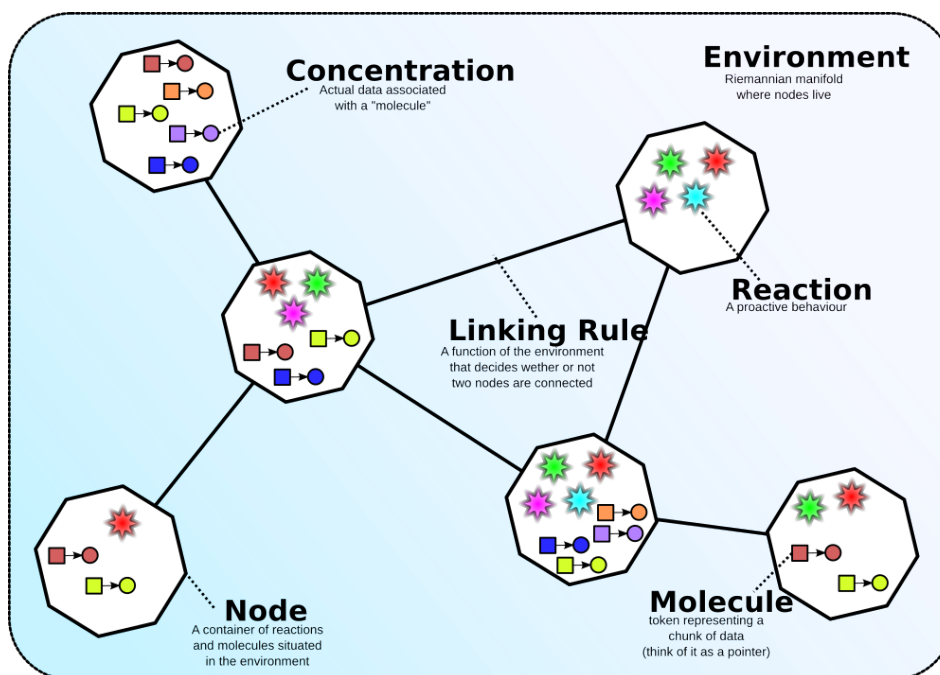 Concentration
Actual data associated
with a "molecule"
Environment
Riemannian manifold
where nodes live
Reaction
A proactive behaviour
Linking Rule
A function of the environment
that decides wether or not
two nodes are connected
Node
A container of reactions
and molecules situated
in the environment
Molecule
token representing a
chunk of data
(think of it as a pointer)